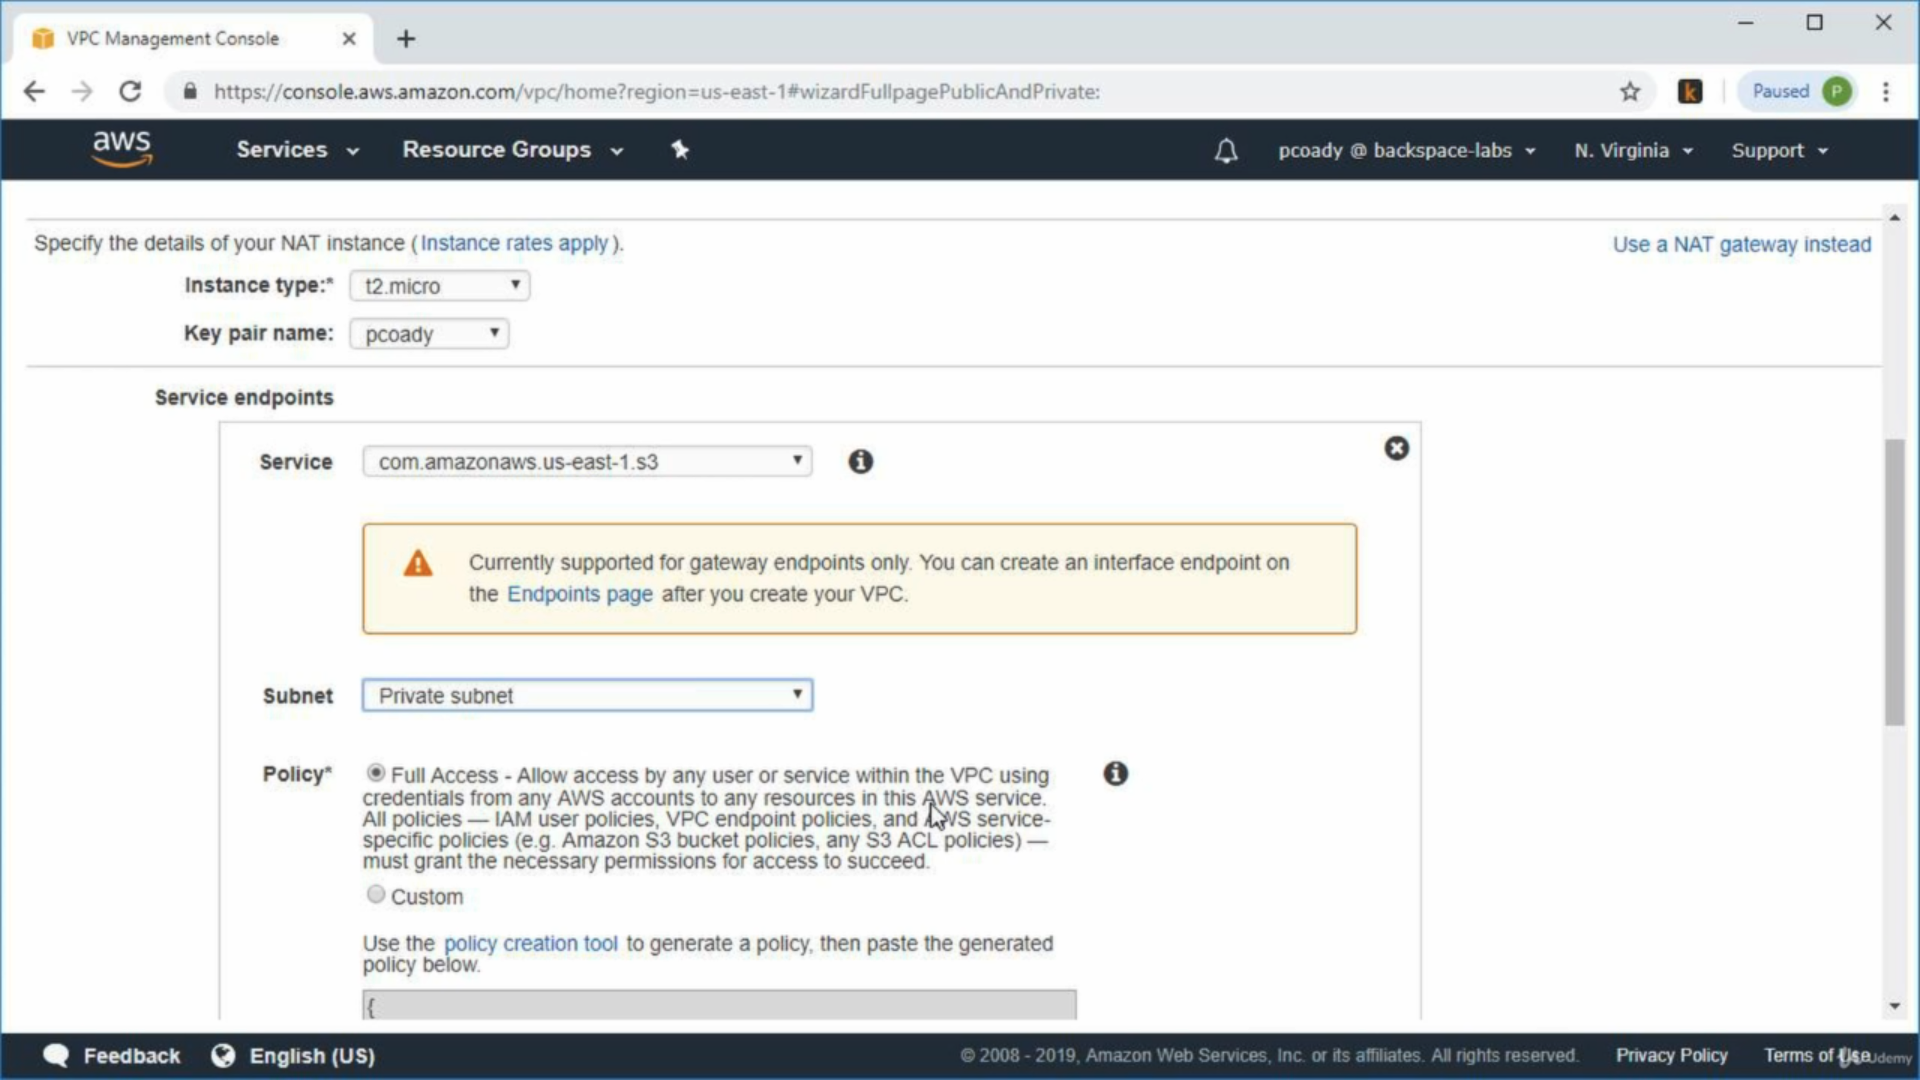 VPC Management Console
https://console.aws.amazon.com/vpc/home?region=us-east-1#wizardFullpagePublicAndPrivate:
k
Paused
P
aws
Services
Resource Groups
pcoady @ backspace-labs
N. Virginia
Support
Specify the details of your NAT instance (Instance rates apply).
Use a NAT gateway instead
Instance type:* t2.micro
Key pair name: pcoady
Service endpoints
Service com.amazonaws.us-east-1.s3
Currently supported for gateway endpoints only. You can create an interface endpoint on
the Endpoints page after you create your VPC.
Subnet Private subnet
Policy* Full Access - Allow access by any user or service within the VPC using
credentials from any AWS accounts to any resources in this AWS service.
All policies — IAM user policies, VPC endpoint policies, and AWS service-
specific policies (e.g. Amazon S3 bucket policies, any S3 ACL policies) —
must grant the necessary permissions for access to succeed.
Custom
Use the policy creation tool to generate a policy, then paste the generated
policy below.
{
Feedback
English (US)
© 2008 - 2019, Amazon Web Services, Inc. or its affiliates. All rights reserved.
Privacy Policy
Terms of Use
Udemy